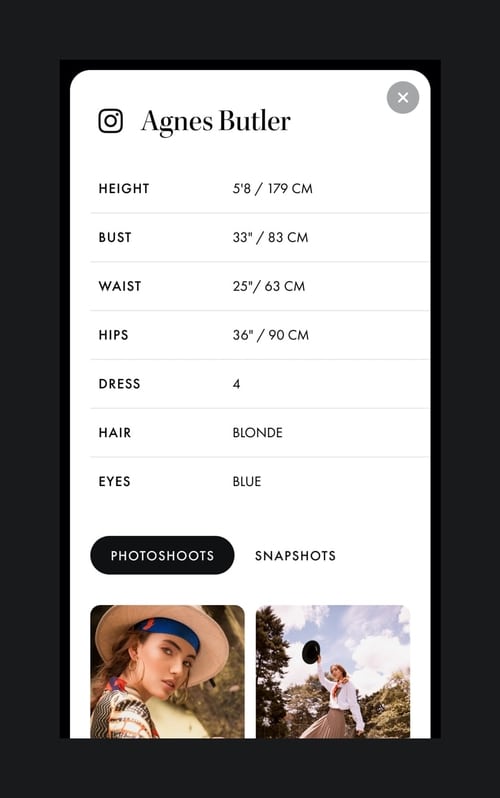 Agnes Butler
HEIGHT 5'8 / 179 CM
BUST 33" / 83 CM
WAIST 25"/ 63 CM
HIPS 36" / 90 CM
DRESS 4
HAIR BLONDE
EYES BLUE
PHOTOSHOOTS SNAPSHOTS